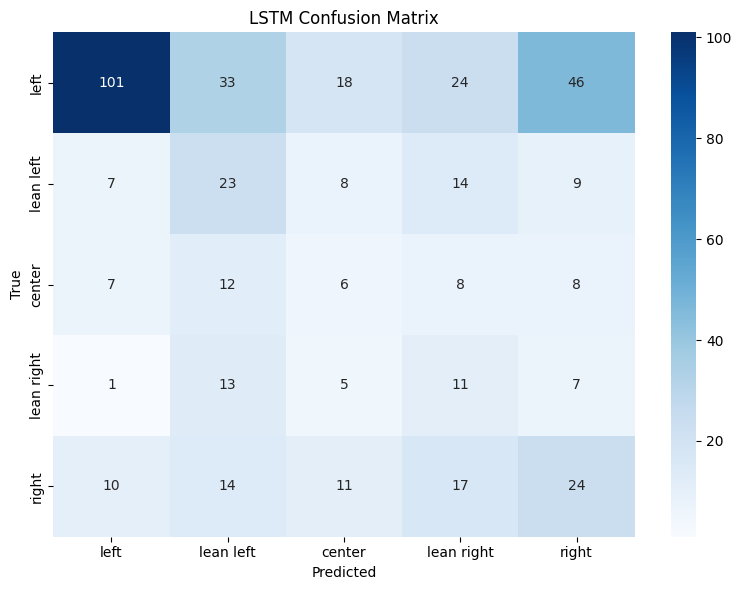 LSTM Confusion Matrix
left 101 33 18 24 46
lean left 7 23 8 14 9
center 7 12 6 8 8
lean right 1 13 5 11 7
right 10 14 11 17 24
left lean left center lean right right
Predicted
True
100
80
60
40
20